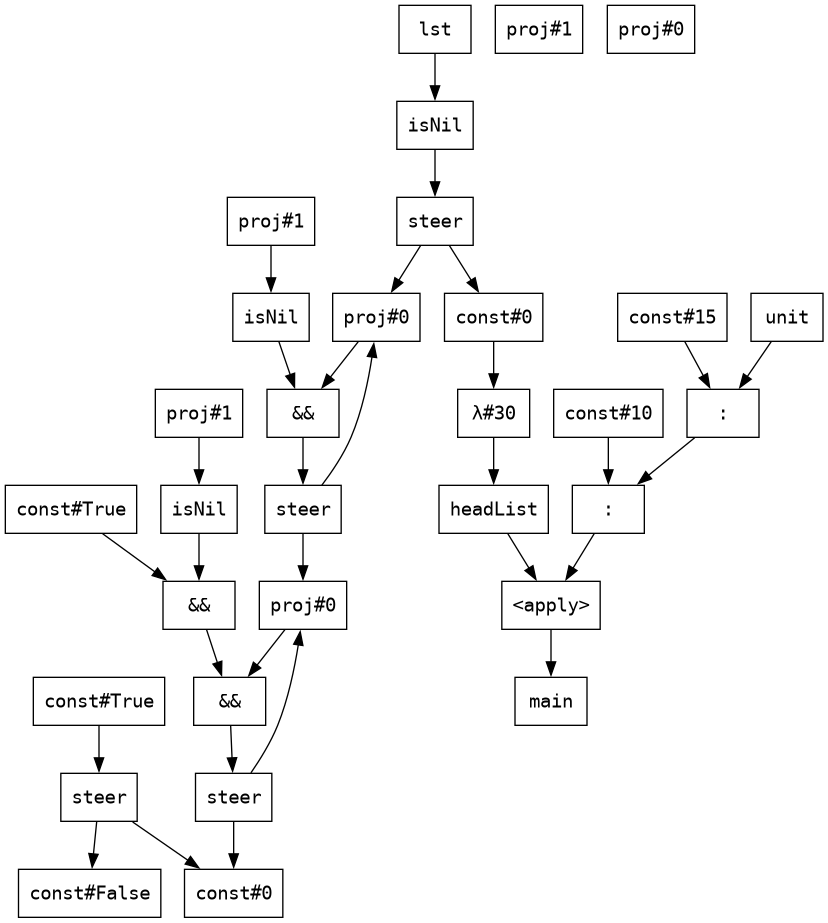 lst
proj#1
proj#0
isNil
proj#1
steer
isNil
proj#0
const#0
const#15
unit
proj#1
&&
λ#30
const#10
:
const#True
isNil
steer
headList
:
&&
proj#0
<apply>
const#True
&&
main
steer
steer
const#False
const#0